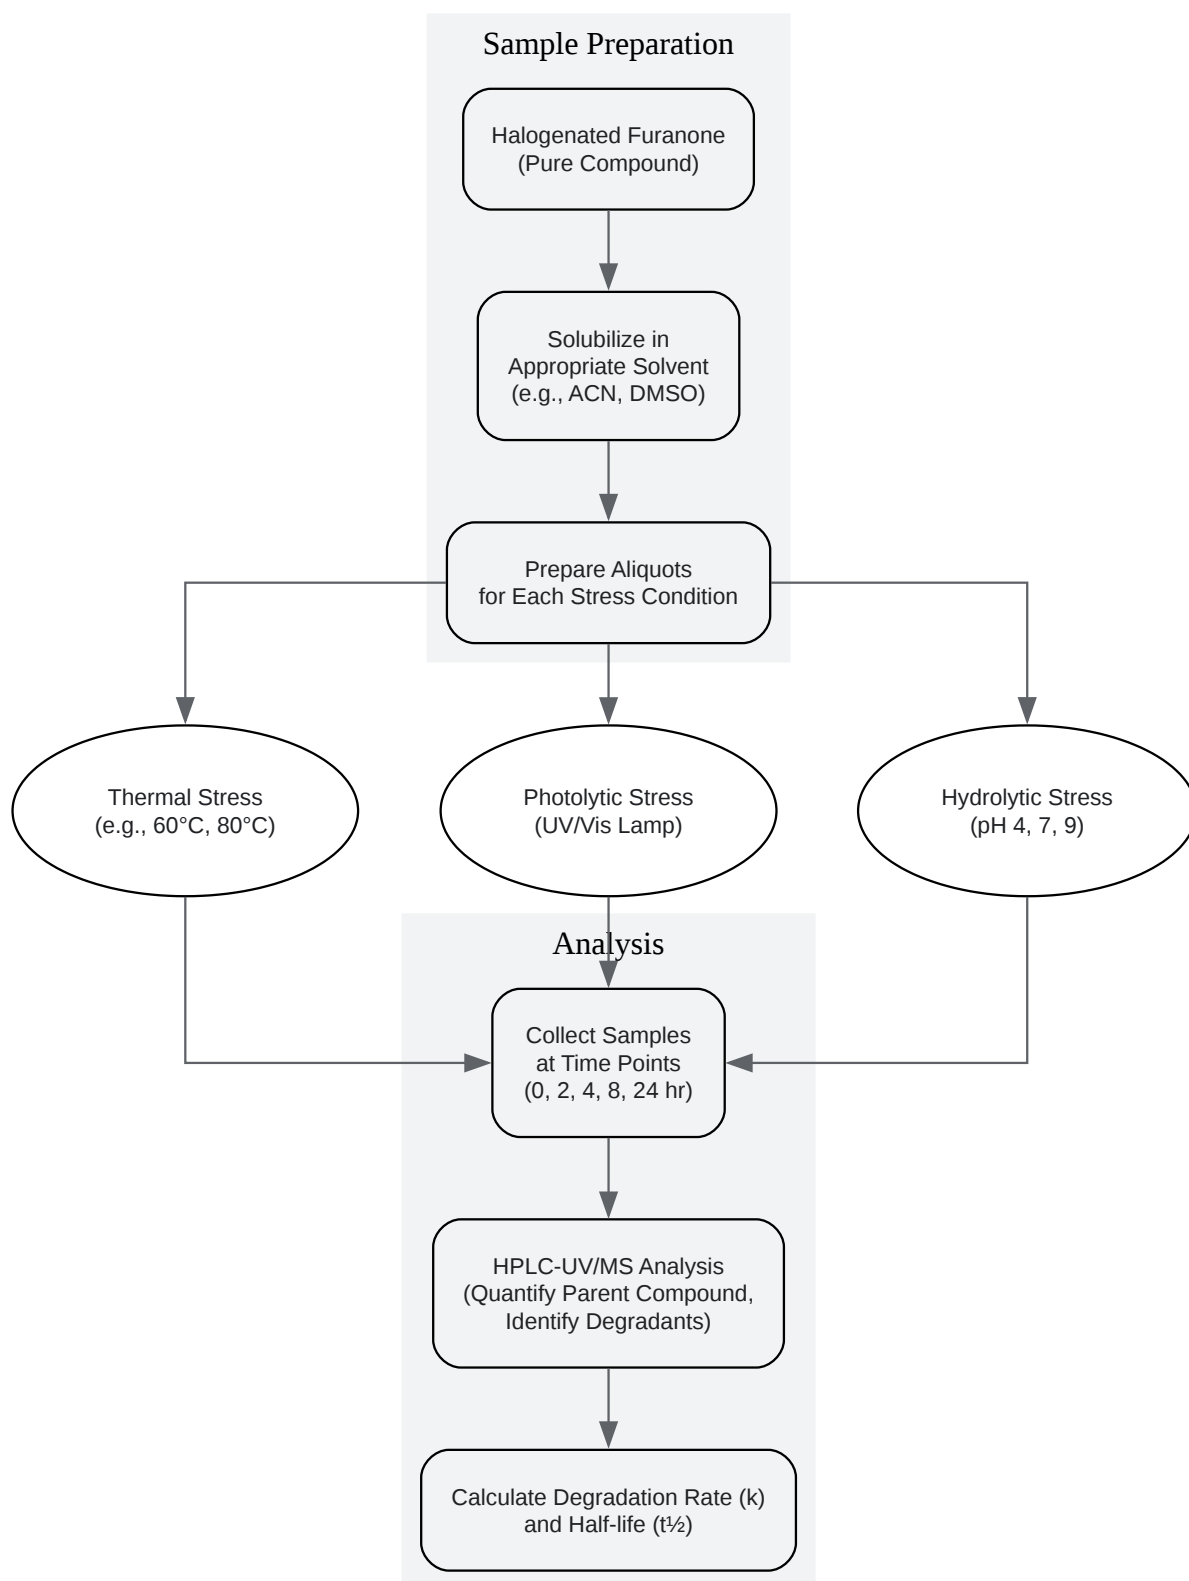 Sample Preparation
Halogenated Furanone
(Pure Compound)
Solubilize in
Appropriate Solvent
(e.g., ACN, DMSO)
Prepare Aliquots
for Each Stress Condition
Thermal Stress
(e.g., 60°C, 80°C)
Photolytic Stress
(UV/Vis Lamp)
Hydrolytic Stress
(pH 4, 7, 9)
Analysis
Collect Samples
at Time Points
(0, 2, 4, 8, 24 hr)
HPLC-UV/MS Analysis
(Quantify Parent Compound,
Identify Degradants)
Calculate Degradation Rate (k)
and Half-life (t½)